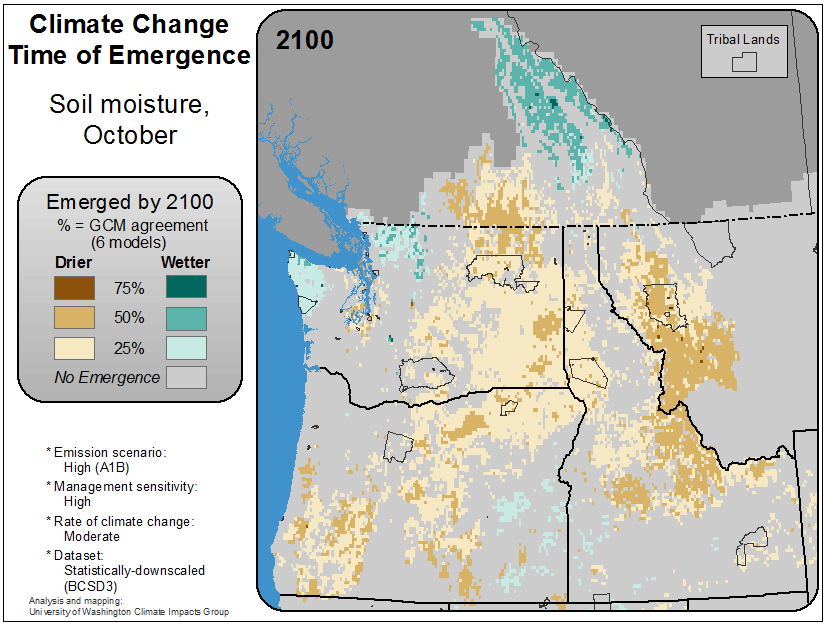 Climate Change
Time of Emergence
Soil moisture,
October
Emerged by 2100
% = GCM agreement
(6 models)
Drier Wetter
75%
50%
25%
No Emergence
* Emission scenario:
High (A1B)
* Management sensitivity:
High
* Rate of climate change:
Moderate
* Dataset:
Statistically-downscaled
(BCSD3)
Analysis and mapping:
University of Washington Climate Impacts Group
2100
Tribal Lands